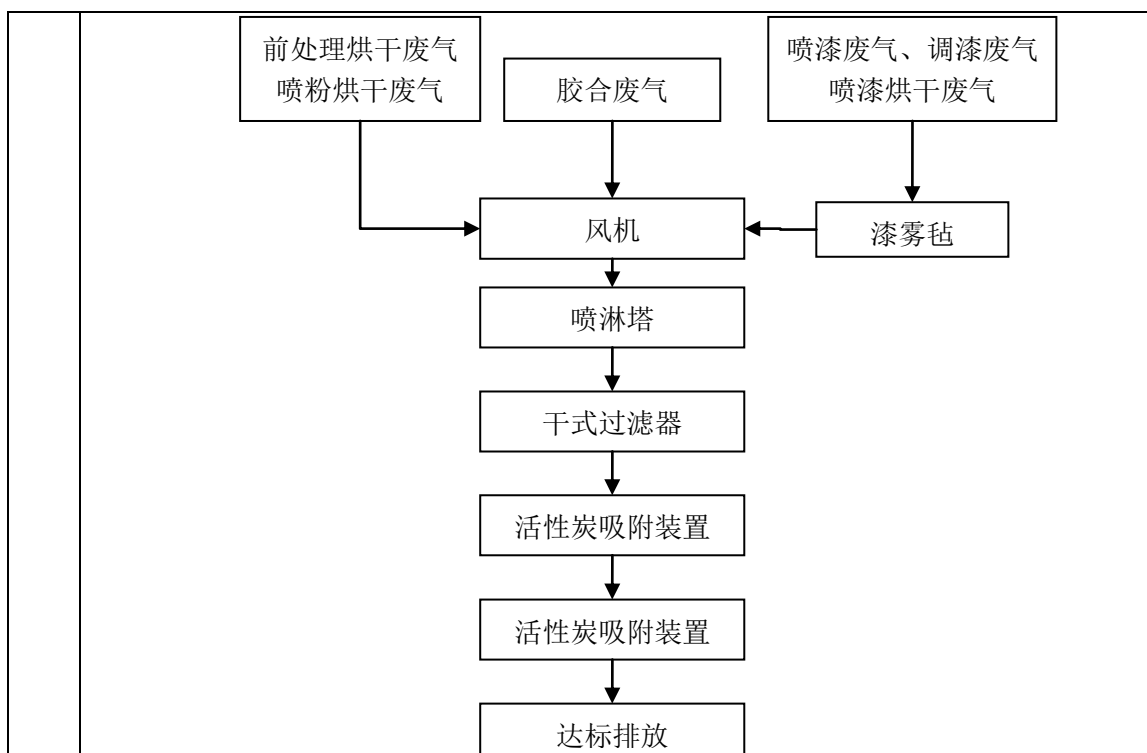 前处理烘干废气
喷粉烘干废气
胶合废气
喷漆废气、调漆废气
喷漆烘干废气
风机
漆雾毡
喷淋塔
干式过滤器
活性炭吸附装置
活性炭吸附装置
达标排放